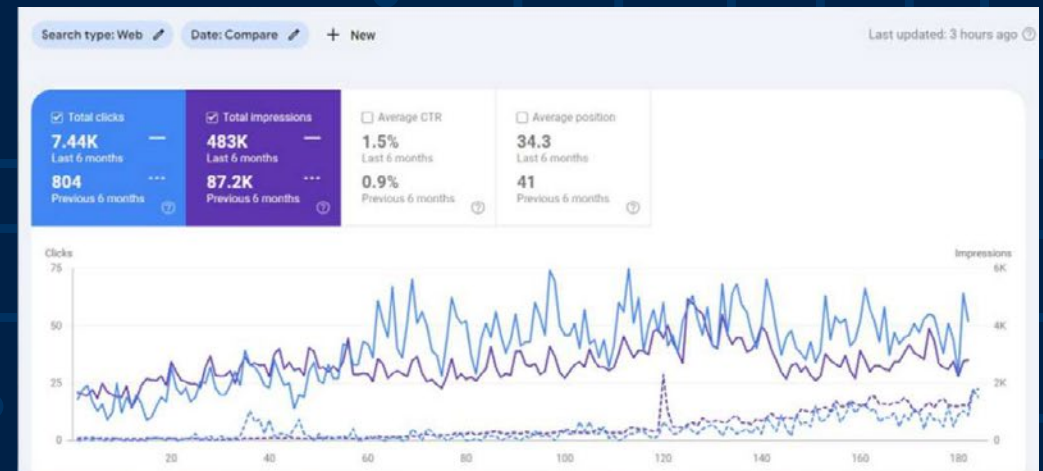 Search type: Web Date: Compare + New Last updated: 3 hours ago
Total clicks Total impressions Average CTR Average position
7.44K 483K 1.5% 34.3
Last 6 months Last 6 months Last 6 months Last 6 months
804 87.2K 0.9% 41
Previous 6 months Previous 6 months Previous 6 months Previous 6 months
Clicks Impressions
75 6K
50 4K
25 2K
0 0
20 40 60 80 100 120 140 160 180